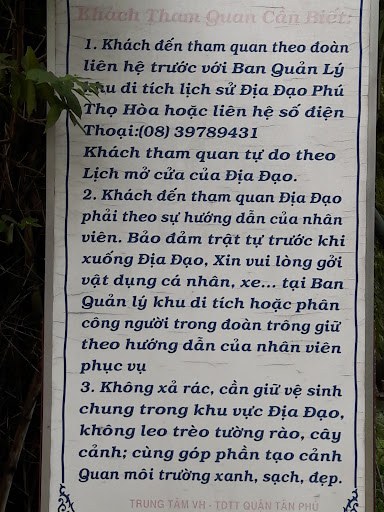 Khách Tham Quan Cần Biết:
1. Khách đến tham quan theo đoàn
liên hệ trước với Ban Quản Lý
khu di tích lịch sử Địa Đạo Phú
Thọ Hòa hoặc liên hệ số điện
Thoại:(08) 39789431
Khách tham quan tự do theo
Lịch mở cửa của Địa Đạo.
2. Khách đến tham quan Địa Đạo
phải theo sự hướng dẫn của nhân
viên. Bảo đảm trật tự trước khi
xuống Địa Đạo, Xin vui lòng gởi
vật dụng cá nhân, xe... tại Ban
Quản lý khu di tích hoặc phân
công người trong đoàn trông giữ
theo hướng dẫn của nhân viên
phục vụ
3. Không xả rác, cần giữ vệ sinh
chung trong khu vực Địa Đạo,
không leo trèo tường rào, cây
cảnh; cùng góp phần tạo cảnh
Quan môi trường xanh, sạch, đẹp.
TRUNG TÂM VH - TDTT QUẬN TÂN PHÚ